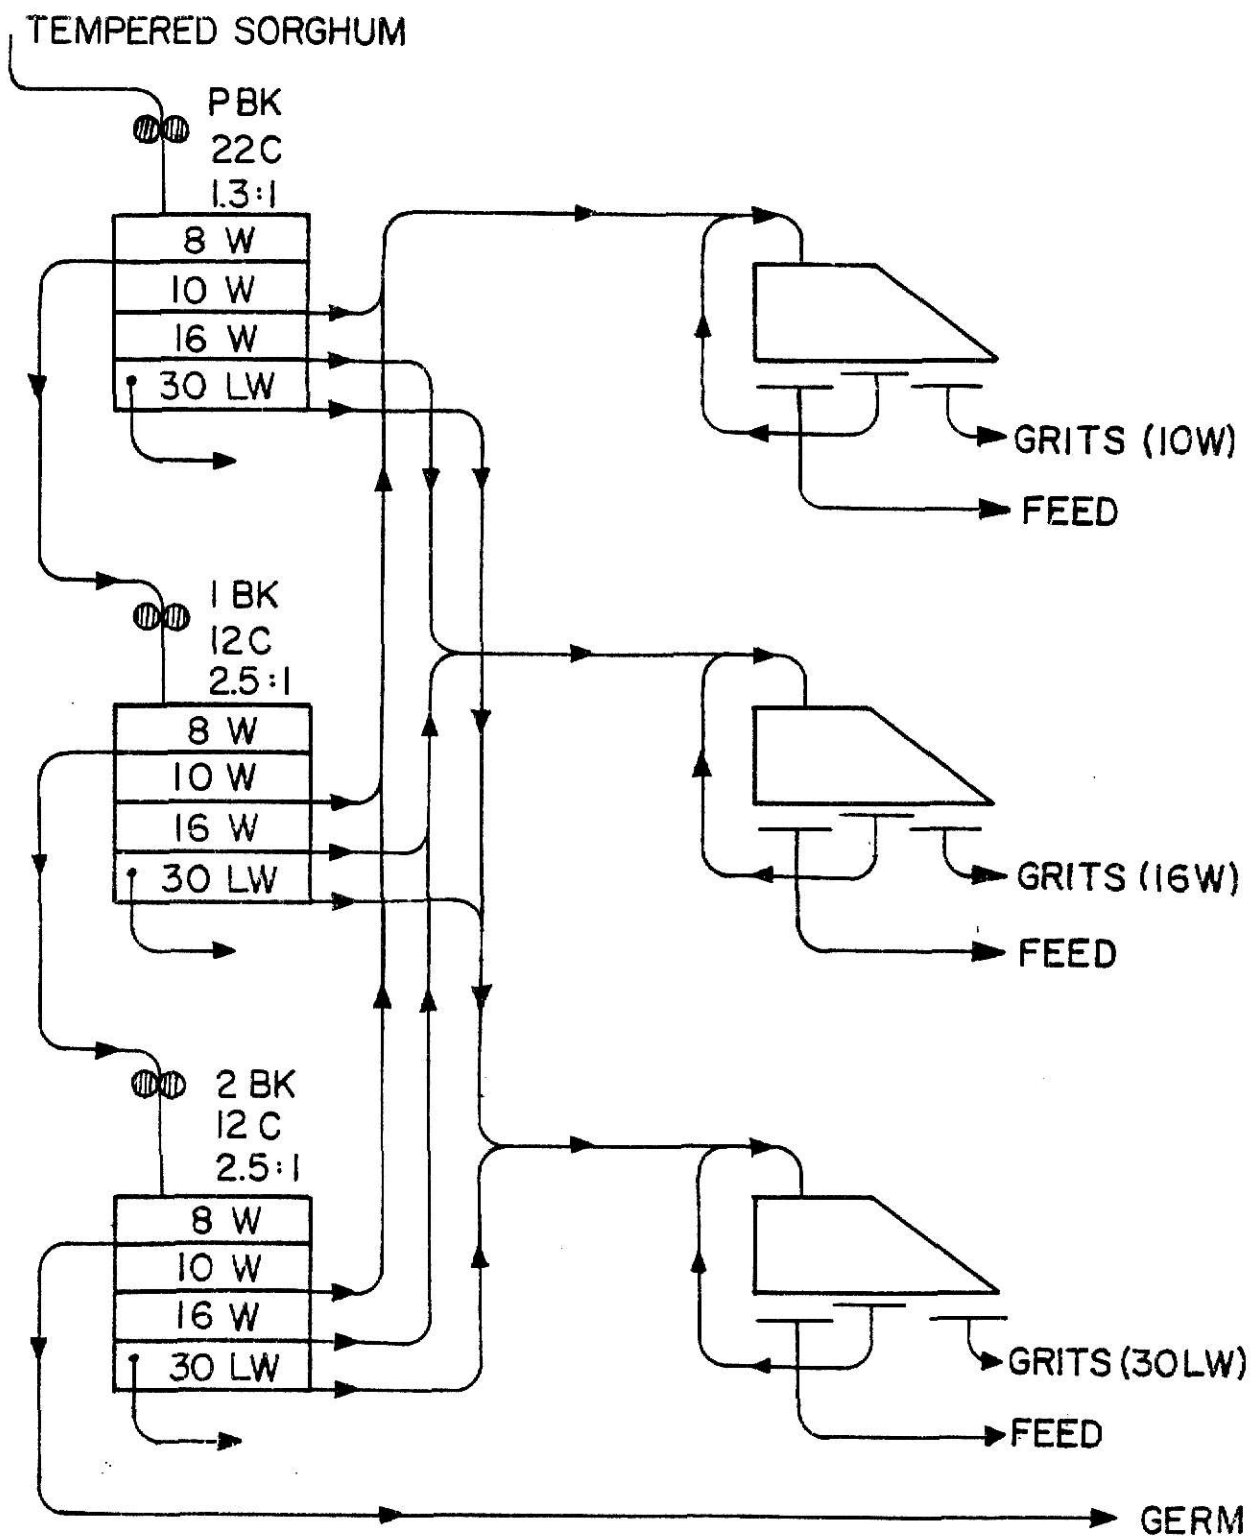 TEMPERED SORGHUM
P BK
22C
1.3:1
8 W
10 W
16 W
30 LW
GRITS (10W)
FEED
1 BK
12C
2.5:1
8 W
10 W
16 W
30 LW
GRITS (16W)
FEED
2 BK
12 C
2.5:1
8 W
10 W
16 W
30 LW
GRITS (30LW)
FEED
GERM